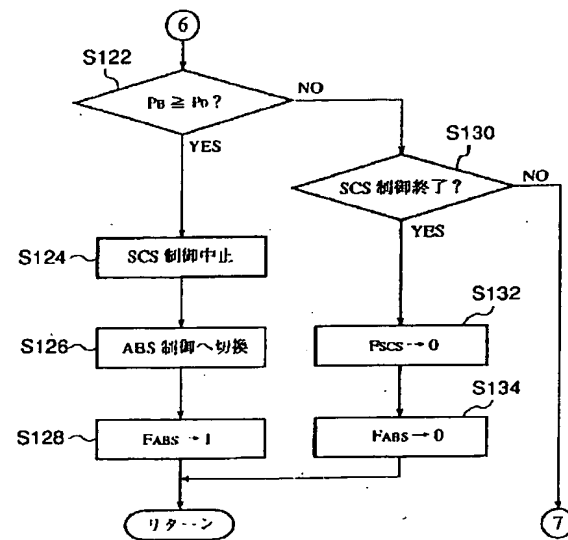 6
S122
PB ≧ P0 ?
NO
YES
S130
SCS 制御終了?
NO
YES
S124
SCS 制御中止
S132
S126
ABS 制御へ切換
FSCS → 0
S134
S128
FABS → 1
FABS → 0
リターン
7